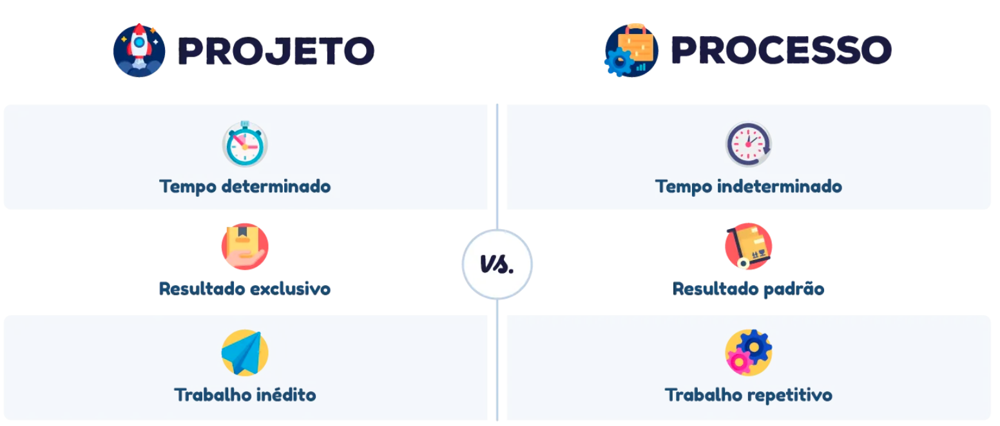 PROJETO
PROCESSO
Tempo determinado
Tempo indeterminado
Resultado exclusivo
vs.
Resultado padrão
Trabalho inédito
Trabalho repetitivo